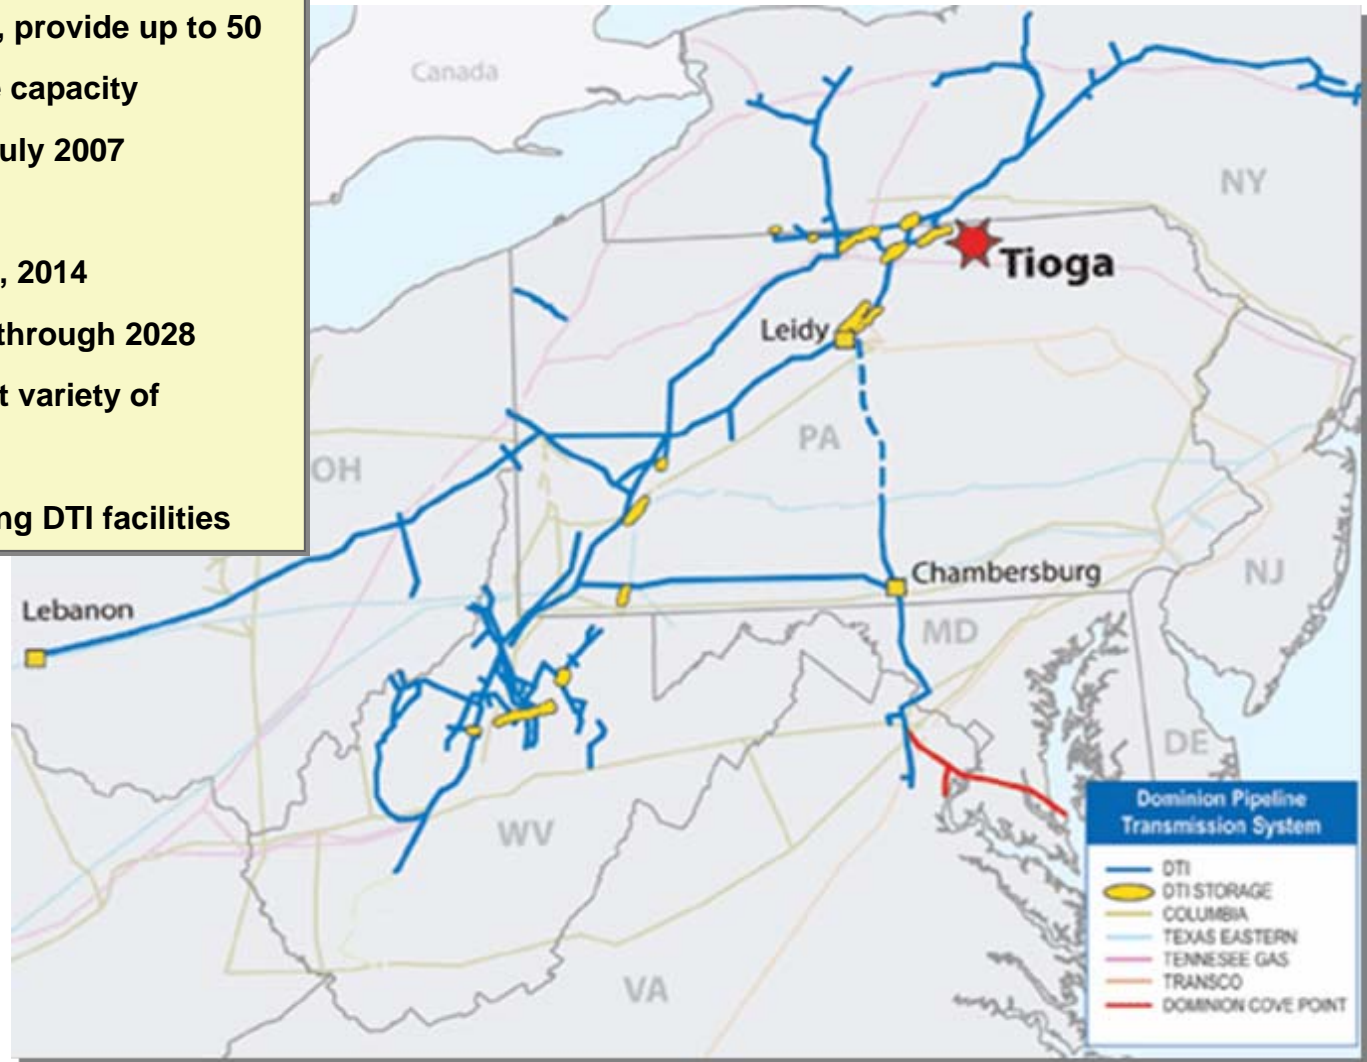 , provide up to 50
e capacity
uly 2007
, 2014
through 2028
t variety of
ng DTI facilities
Canada
NY
Tioga
Leidy
PA
OH
Chambersburg
Lebanon
NJ
MD
DE
WV
VA
Dominion Pipeline
Transmission System
DTI
DTI STORAGE
COLUMBIA
TEXAS EASTERN
TENNESEE GAS
TRANSCO
DOMINION COVE POINT